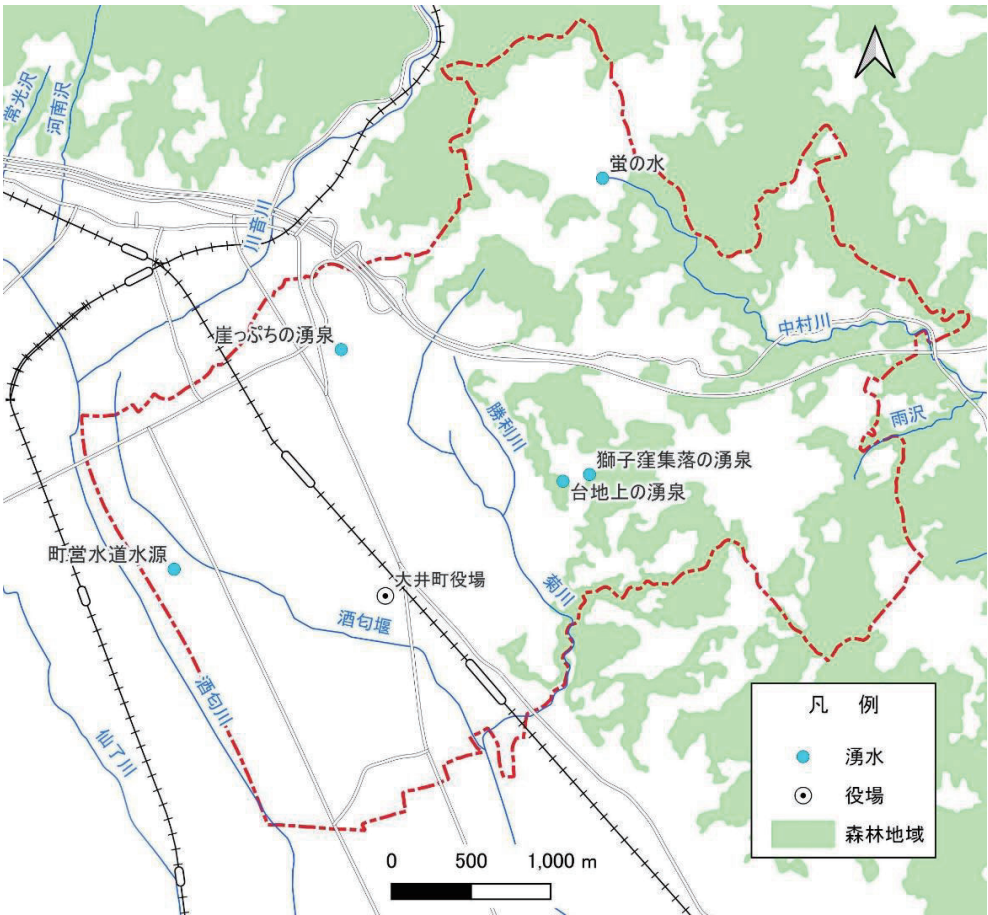 常光沢
河南沢
川音川
蛍の水
崖っぷちの湧泉
中村川
勝利川
雨沢
獅子窪集落の湧泉
台地上の湧泉
町営水道水源
大井町役場
菊川
酒匂堰
酒匂川
仙了川
凡 例
湧水
役場
森林地域
0 500 1,000 m